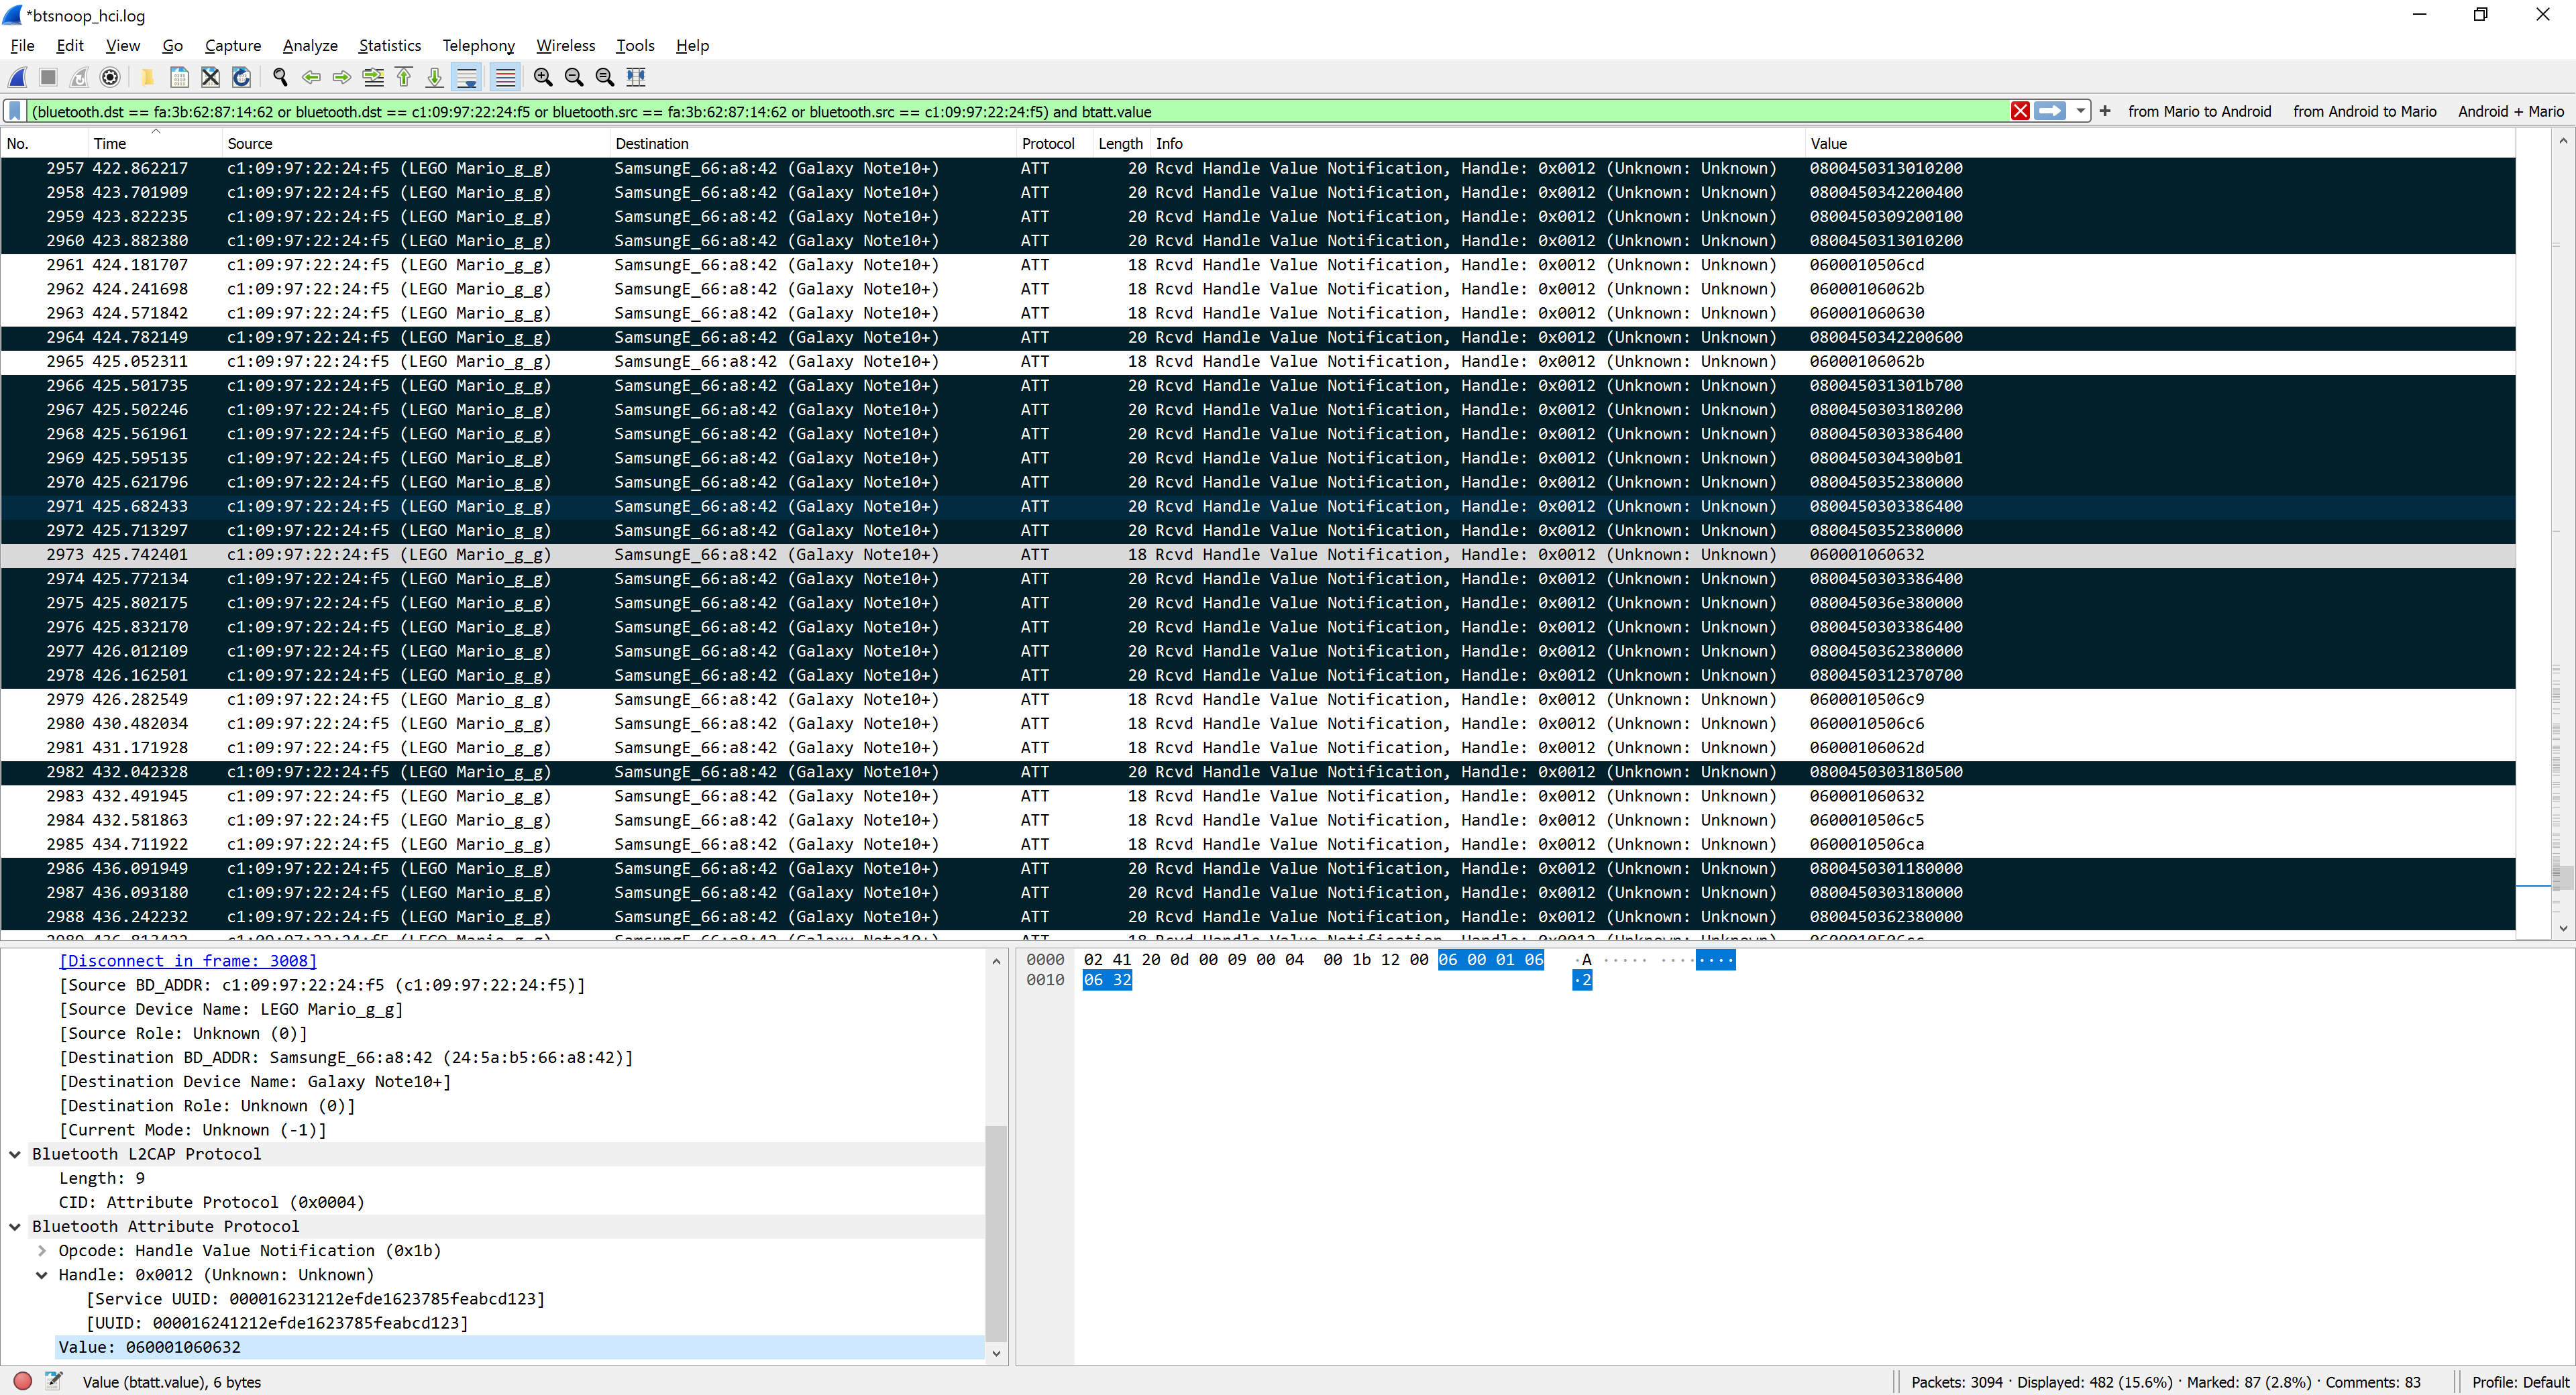 *btsnoop_hci.log
File Edit View Go Capture Analyze Statistics Telephony Wireless Tools Help
(bluetooth.dst == fa:3b:62:87:14:62 or bluetooth.dst == c1:09:97:22:24:f5 or bluetooth.src == fa:3b:62:87:14:62 or bluetooth.src == c1:09:97:22:24:f5) and btatt.value + from Mario to Android from Android to Mario Android + Mario
No. Time Source Destination Protocol Length Info Value
2957 422.862217 c1:09:97:22:24:f5 (LEGO Mario_g_g) SamsungE_66:a8:42 (Galaxy Note10+) ATT 20 Rcvd Handle Value Notification, Handle: 0x0012 (Unknown: Unknown) 0800450313010200
2958 423.701909 c1:09:97:22:24:f5 (LEGO Mario_g_g) SamsungE_66:a8:42 (Galaxy Note10+) ATT 20 Rcvd Handle Value Notification, Handle: 0x0012 (Unknown: Unknown) 0800450342200400
2959 423.822235 c1:09:97:22:24:f5 (LEGO Mario_g_g) SamsungE_66:a8:42 (Galaxy Note10+) ATT 20 Rcvd Handle Value Notification, Handle: 0x0012 (Unknown: Unknown) 0800450309200100
2960 423.882380 c1:09:97:22:24:f5 (LEGO Mario_g_g) SamsungE_66:a8:42 (Galaxy Note10+) ATT 20 Rcvd Handle Value Notification, Handle: 0x0012 (Unknown: Unknown) 0800450313010200
2961 424.181707 c1:09:97:22:24:f5 (LEGO Mario_g_g) SamsungE_66:a8:42 (Galaxy Note10+) ATT 18 Rcvd Handle Value Notification, Handle: 0x0012 (Unknown: Unknown) 0600010506cd
2962 424.241698 c1:09:97:22:24:f5 (LEGO Mario_g_g) SamsungE_66:a8:42 (Galaxy Note10+) ATT 18 Rcvd Handle Value Notification, Handle: 0x0012 (Unknown: Unknown) 06000106062b
2963 424.571842 c1:09:97:22:24:f5 (LEGO Mario_g_g) SamsungE_66:a8:42 (Galaxy Note10+) ATT 18 Rcvd Handle Value Notification, Handle: 0x0012 (Unknown: Unknown) 060001060630
2964 424.782149 c1:09:97:22:24:f5 (LEGO Mario_g_g) SamsungE_66:a8:42 (Galaxy Note10+) ATT 20 Rcvd Handle Value Notification, Handle: 0x0012 (Unknown: Unknown) 0800450342200600
2965 425.052311 c1:09:97:22:24:f5 (LEGO Mario_g_g) SamsungE_66:a8:42 (Galaxy Note10+) ATT 18 Rcvd Handle Value Notification, Handle: 0x0012 (Unknown: Unknown) 06000106062b
2966 425.501735 c1:09:97:22:24:f5 (LEGO Mario_g_g) SamsungE_66:a8:42 (Galaxy Note10+) ATT 20 Rcvd Handle Value Notification, Handle: 0x0012 (Unknown: Unknown) 080045031301b700
2967 425.502246 c1:09:97:22:24:f5 (LEGO Mario_g_g) SamsungE_66:a8:42 (Galaxy Note10+) ATT 20 Rcvd Handle Value Notification, Handle: 0x0012 (Unknown: Unknown) 0800450303180200
2968 425.561961 c1:09:97:22:24:f5 (LEGO Mario_g_g) SamsungE_66:a8:42 (Galaxy Note10+) ATT 20 Rcvd Handle Value Notification, Handle: 0x0012 (Unknown: Unknown) 0800450303386400
2969 425.595135 c1:09:97:22:24:f5 (LEGO Mario_g_g) SamsungE_66:a8:42 (Galaxy Note10+) ATT 20 Rcvd Handle Value Notification, Handle: 0x0012 (Unknown: Unknown) 0800450304300b01
2970 425.621796 c1:09:97:22:24:f5 (LEGO Mario_g_g) SamsungE_66:a8:42 (Galaxy Note10+) ATT 20 Rcvd Handle Value Notification, Handle: 0x0012 (Unknown: Unknown) 0800450352380000
2971 425.682433 c1:09:97:22:24:f5 (LEGO Mario_g_g) SamsungE_66:a8:42 (Galaxy Note10+) ATT 20 Rcvd Handle Value Notification, Handle: 0x0012 (Unknown: Unknown) 0800450303386400
2972 425.713297 c1:09:97:22:24:f5 (LEGO Mario_g_g) SamsungE_66:a8:42 (Galaxy Note10+) ATT 20 Rcvd Handle Value Notification, Handle: 0x0012 (Unknown: Unknown) 0800450352380000
2973 425.742401 c1:09:97:22:24:f5 (LEGO Mario_g_g) SamsungE_66:a8:42 (Galaxy Note10+) ATT 18 Rcvd Handle Value Notification, Handle: 0x0012 (Unknown: Unknown) 060001060632
2974 425.772134 c1:09:97:22:24:f5 (LEGO Mario_g_g) SamsungE_66:a8:42 (Galaxy Note10+) ATT 20 Rcvd Handle Value Notification, Handle: 0x0012 (Unknown: Unknown) 0800450303386400
2975 425.802175 c1:09:97:22:24:f5 (LEGO Mario_g_g) SamsungE_66:a8:42 (Galaxy Note10+) ATT 20 Rcvd Handle Value Notification, Handle: 0x0012 (Unknown: Unknown) 080045036e380000
2976 425.832170 c1:09:97:22:24:f5 (LEGO Mario_g_g) SamsungE_66:a8:42 (Galaxy Note10+) ATT 20 Rcvd Handle Value Notification, Handle: 0x0012 (Unknown: Unknown) 0800450303386400
2977 426.012109 c1:09:97:22:24:f5 (LEGO Mario_g_g) SamsungE_66:a8:42 (Galaxy Note10+) ATT 20 Rcvd Handle Value Notification, Handle: 0x0012 (Unknown: Unknown) 0800450362380000
2978 426.162501 c1:09:97:22:24:f5 (LEGO Mario_g_g) SamsungE_66:a8:42 (Galaxy Note10+) ATT 20 Rcvd Handle Value Notification, Handle: 0x0012 (Unknown: Unknown) 0800450312370700
2979 426.282549 c1:09:97:22:24:f5 (LEGO Mario_g_g) SamsungE_66:a8:42 (Galaxy Note10+) ATT 18 Rcvd Handle Value Notification, Handle: 0x0012 (Unknown: Unknown) 0600010506c9
2980 430.482034 c1:09:97:22:24:f5 (LEGO Mario_g_g) SamsungE_66:a8:42 (Galaxy Note10+) ATT 18 Rcvd Handle Value Notification, Handle: 0x0012 (Unknown: Unknown) 0600010506c6
2981 431.171928 c1:09:97:22:24:f5 (LEGO Mario_g_g) SamsungE_66:a8:42 (Galaxy Note10+) ATT 18 Rcvd Handle Value Notification, Handle: 0x0012 (Unknown: Unknown) 06000106062d
2982 432.042328 c1:09:97:22:24:f5 (LEGO Mario_g_g) SamsungE_66:a8:42 (Galaxy Note10+) ATT 20 Rcvd Handle Value Notification, Handle: 0x0012 (Unknown: Unknown) 0800450303180500
2983 432.491945 c1:09:97:22:24:f5 (LEGO Mario_g_g) SamsungE_66:a8:42 (Galaxy Note10+) ATT 18 Rcvd Handle Value Notification, Handle: 0x0012 (Unknown: Unknown) 060001060632
2984 432.581863 c1:09:97:22:24:f5 (LEGO Mario_g_g) SamsungE_66:a8:42 (Galaxy Note10+) ATT 18 Rcvd Handle Value Notification, Handle: 0x0012 (Unknown: Unknown) 0600010506c5
2985 434.711922 c1:09:97:22:24:f5 (LEGO Mario_g_g) SamsungE_66:a8:42 (Galaxy Note10+) ATT 18 Rcvd Handle Value Notification, Handle: 0x0012 (Unknown: Unknown) 0600010506ca
2986 436.091949 c1:09:97:22:24:f5 (LEGO Mario_g_g) SamsungE_66:a8:42 (Galaxy Note10+) ATT 20 Rcvd Handle Value Notification, Handle: 0x0012 (Unknown: Unknown) 0800450301180000
2987 436.093180 c1:09:97:22:24:f5 (LEGO Mario_g_g) SamsungE_66:a8:42 (Galaxy Note10+) ATT 20 Rcvd Handle Value Notification, Handle: 0x0012 (Unknown: Unknown) 0800450303180000
2988 436.242232 c1:09:97:22:24:f5 (LEGO Mario_g_g) SamsungE_66:a8:42 (Galaxy Note10+) ATT 20 Rcvd Handle Value Notification, Handle: 0x0012 (Unknown: Unknown) 0800450362380000
[Disconnect in frame: 3008]
[Source BD_ADDR: c1:09:97:22:24:f5 (c1:09:97:22:24:f5)]
[Source Device Name: LEGO Mario_g_g]
[Source Role: Unknown (0)]
[Destination BD_ADDR: SamsungE_66:a8:42 (24:5a:b5:66:a8:42)]
[Destination Device Name: Galaxy Note10+]
[Destination Role: Unknown (0)]
[Current Mode: Unknown (-1)]
Bluetooth L2CAP Protocol
Length: 9
CID: Attribute Protocol (0x0004)
Bluetooth Attribute Protocol
Opcode: Handle Value Notification (0x1b)
Handle: 0x0012 (Unknown: Unknown)
[Service UUID: 000016231212efde1623785feabcd123]
[UUID: 000016241212efde1623785feabcd123]
Value: 060001060632
0000 02 41 20 0d 00 09 00 04 00 1b 12 00 06 00 01 06 ·A ····· ········
0010 06 32 ·2
Value (btatt.value), 6 bytes
Packets: 3094 · Displayed: 482 (15.6%) · Marked: 87 (2.8%) · Comments: 83
Profile: Default